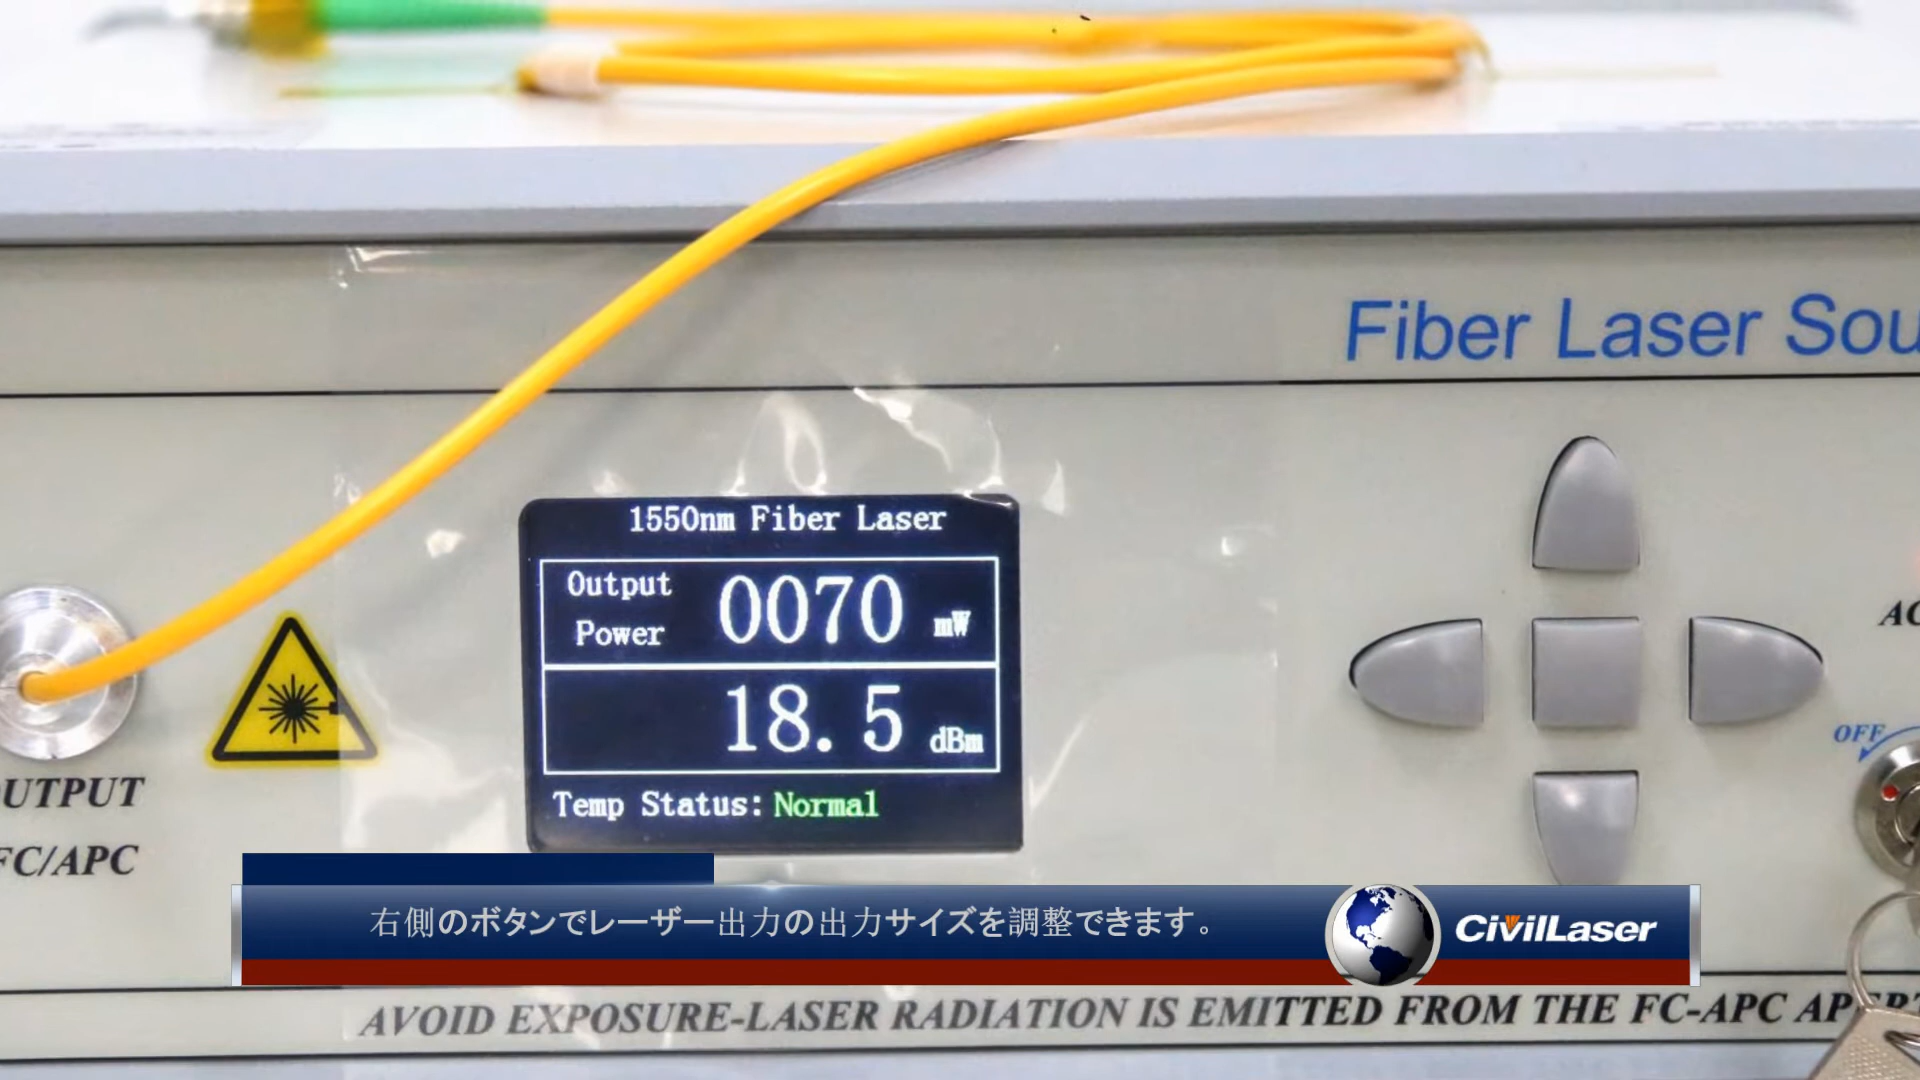 Fiber Laser Sou
1550nm Fiber Laser
Output
Power
0070 mW
18.5 dBm
Temp Status: Normal
AC
OFF
UTPUT
FC/APC
右側のボタンでレーザー出力の出力サイズを調整できます。
CivilLaser
AVOID EXPOSURE-LASER RADIATION IS EMITTED FROM THE FC-APC AP